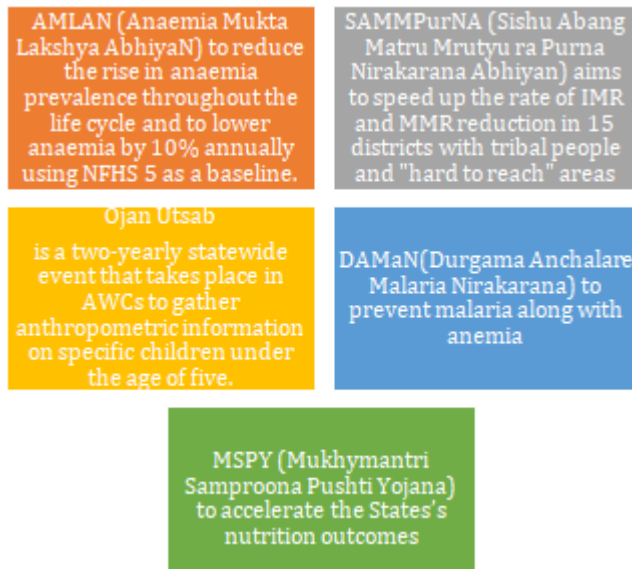 AMLAN (Anaemia Mukta
Lakshya AbhiyaN) to reduce
the rise in anaemia
prevalence throughout the
life cycle and to lower
anaemia by 10% annually
using NFHS 5 as a baseline.
SAMMPurNA (Sishu Abang
Matru Mrutyu ra Purna
Nirakarana Abhiyan) aims
to speed up the rate of IMR
and MMR reduction in 15
districts with tribal people
and "hard to reach" areas
Ojan Utsab
is a two-yearly statewide
event that takes place in
AWCs to gather
anthropometric information
on specific children under
the age of five.
DAMaN(Durgama Anchalare
Malaria Nirakarana) to
prevent malaria along with
anemia
MSPY (Mukhymantri
Samproona Pushti Yojana)
to accelerate the States's
nutrition outcomes